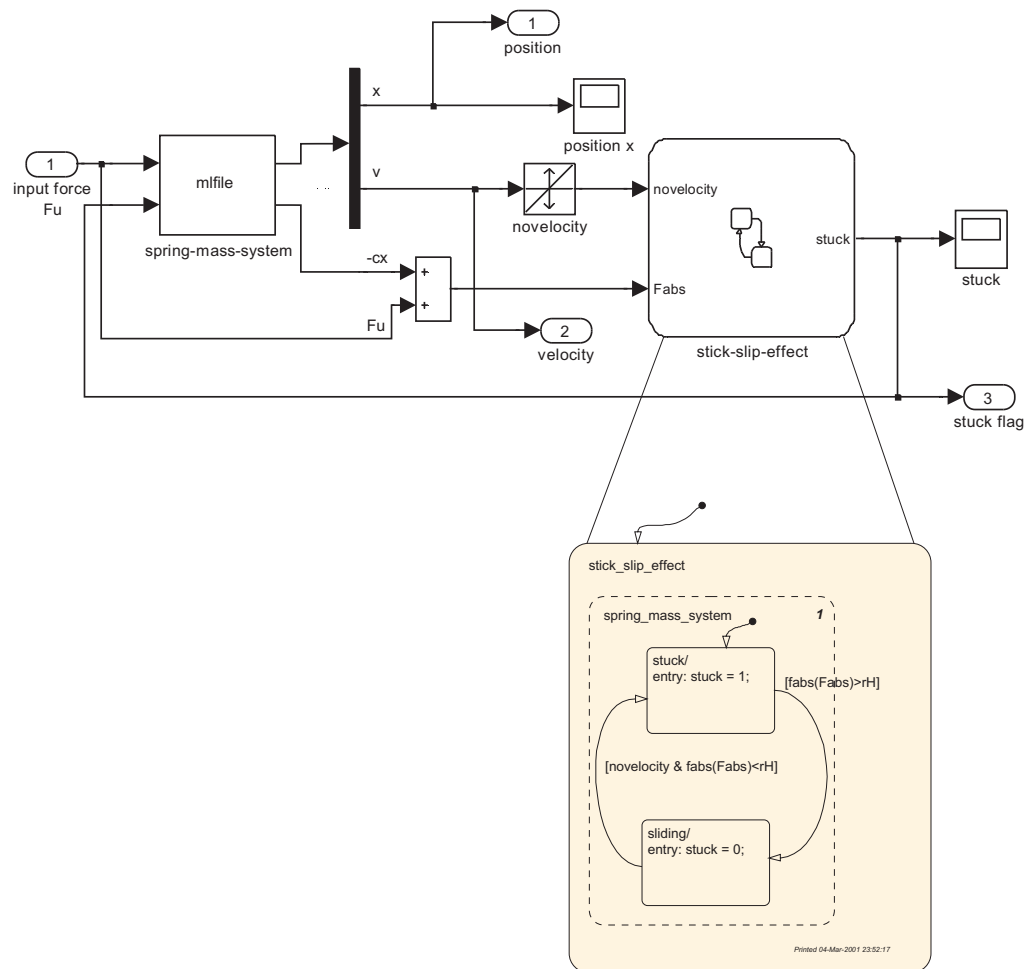 1
position
x
position x
1
input force
Fu
mlfile
spring-mass-system
v
...
novelocity
novelocity
stuck
Fabs
stick-slip-effect
stuck
-cx
+
+
Fu
2
velocity
3
stuck flag
stick_slip_effect
spring_mass_system
1
stuck/
entry: stuck = 1;
[fabs(Fabs)>rH]
[novelocity & fabs(Fabs)<rH]
sliding/
entry: stuck = 0;
Printed 04-Mar-2001 23:52:17